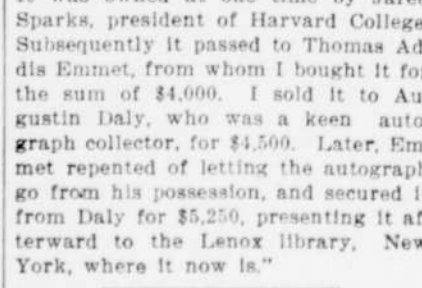 Sparks, president of Harvard College
Subsequently it passed to Thomas Ad
dis Emmet, from whom I bought it for
the sum of $4,000. I sold it to Au
gustin Daly, who was a keen auto
graph collector, for $4,500. Later, Em
met repented of letting the autograph
go from his possession, and secured i
from Daly for $5,250, presenting it af
terward to the Lenox library, New
York, where it now is."